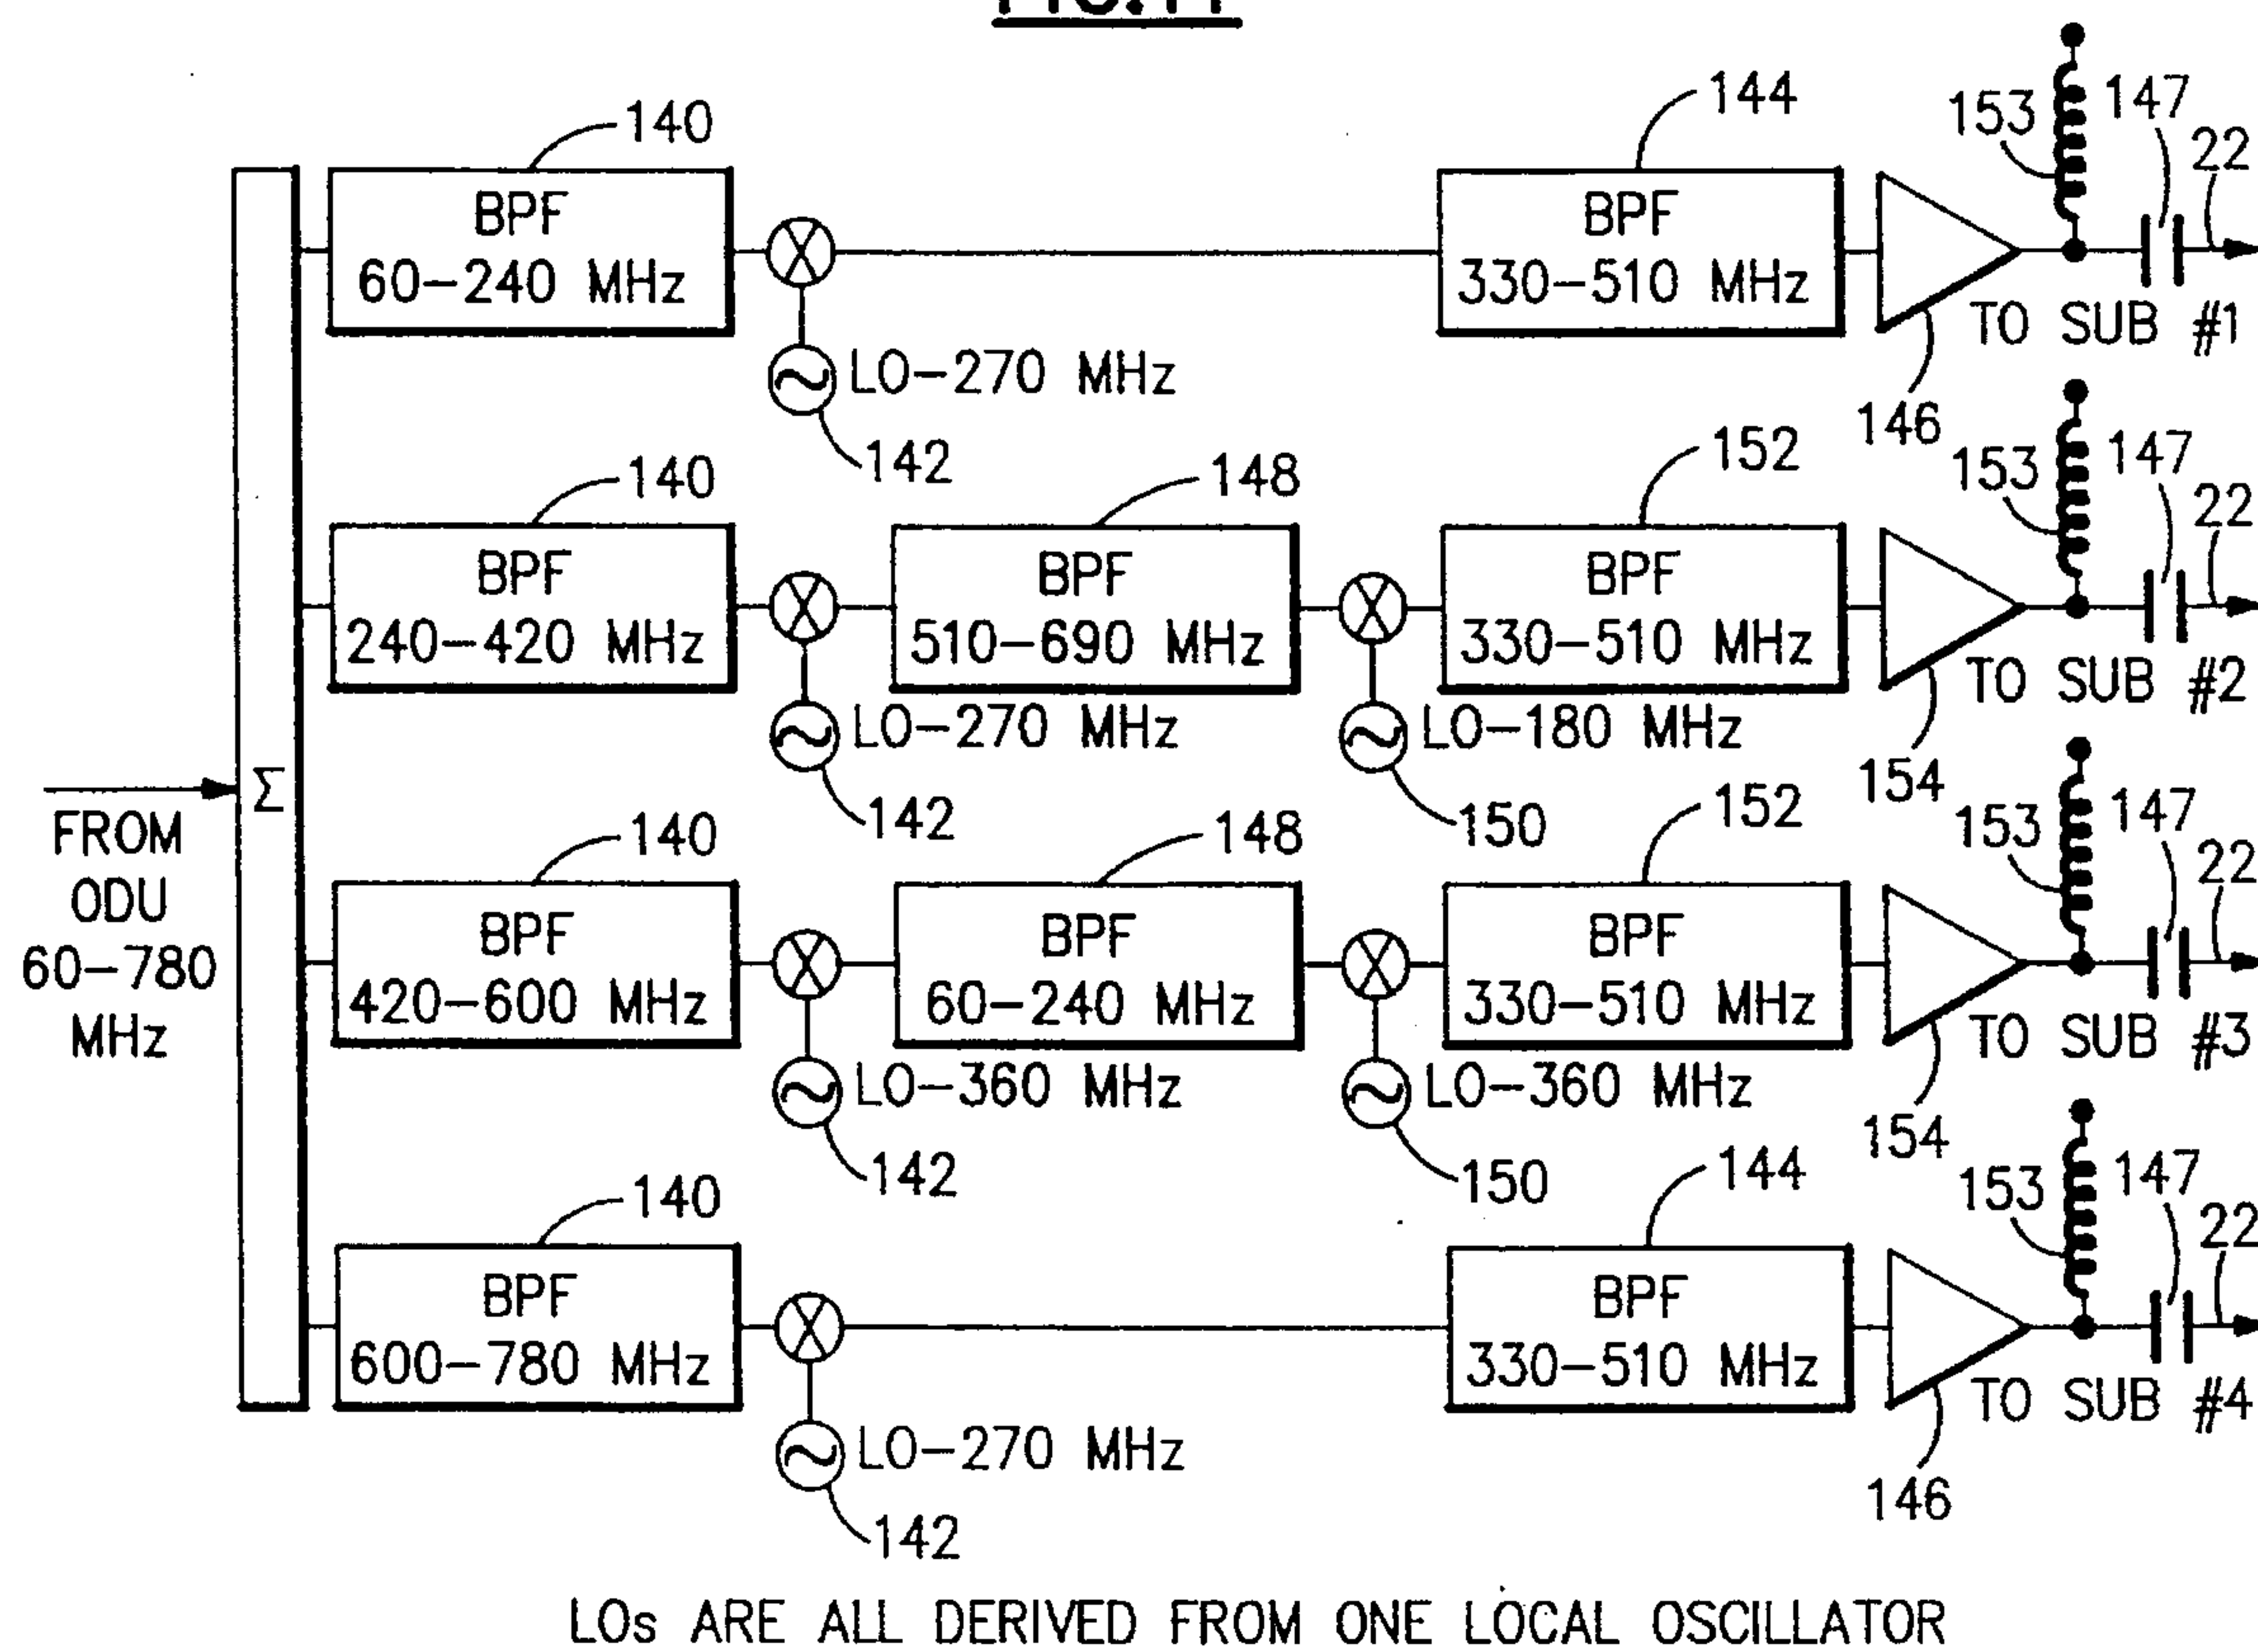 140
144
153
147
22
BPF
60–240 MHz
BPF
330–510 MHz
TO SUB #1
LO–270 MHz
142
146
140
148
152
153
147
22
BPF
240–420 MHz
BPF
510–690 MHz
BPF
330–510 MHz
TO SUB #2
LO–270 MHz
LO–180 MHz
142
150
154
Σ
FROM
ODU
60–780
MHz
140
148
152
153
147
22
BPF
420–600 MHz
BPF
60–240 MHz
BPF
330–510 MHz
TO SUB #3
LO–360 MHz
LO–360 MHz
142
150
154
140
144
153
147
22
BPF
600–780 MHz
BPF
330–510 MHz
TO SUB #4
LO–270 MHz
142
146
LOs ARE ALL DERIVED FROM ONE LOCAL OSCILLATOR